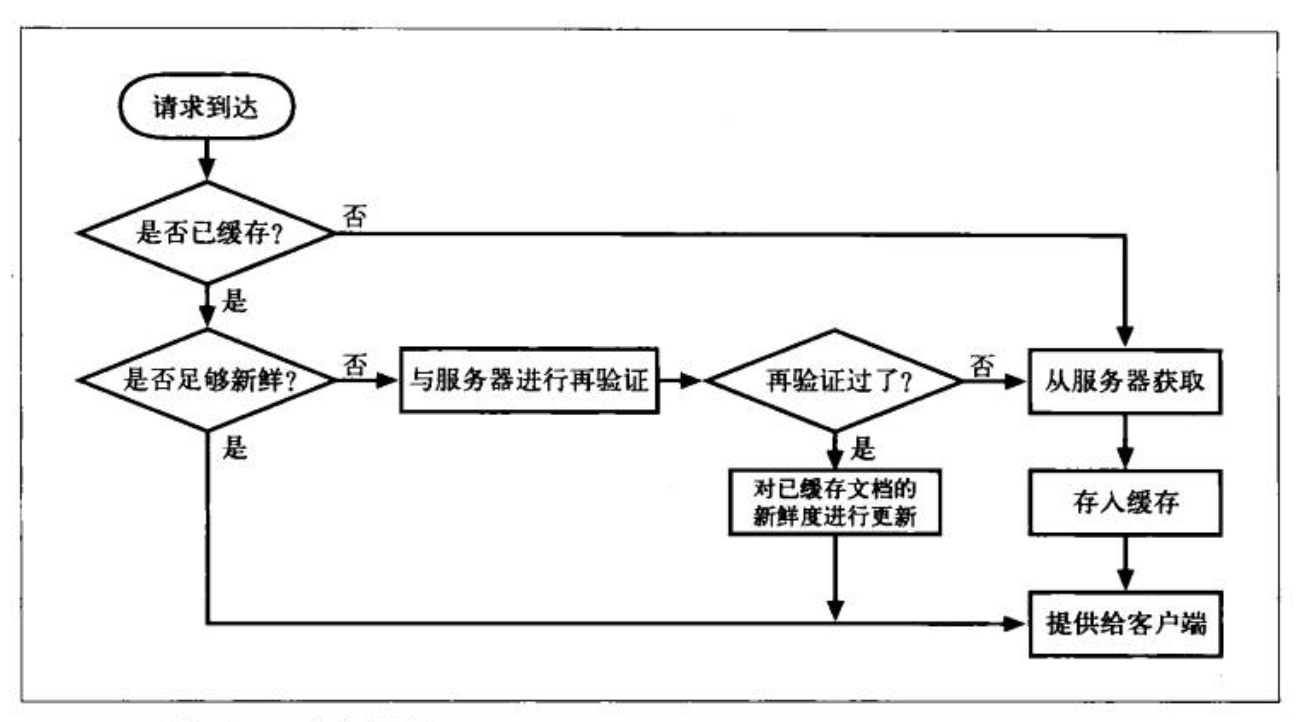 请求到达
是否已缓存?
否
是
是否足够新鲜?
否
与服务器进行再验证
再验证过了?
否
从服务器获取
是
是
对已缓存文档的
新鲜度进行更新
存入缓存
提供给客户端